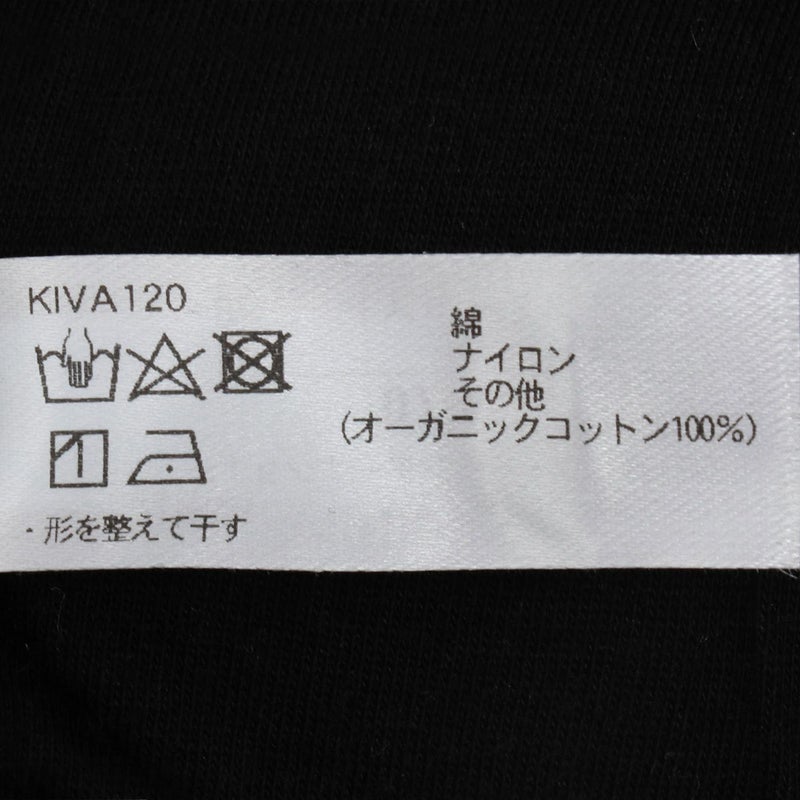 KIVA120
綿
ナイロン
その他
(オーガニックコットン100%)
・形を整えて干す